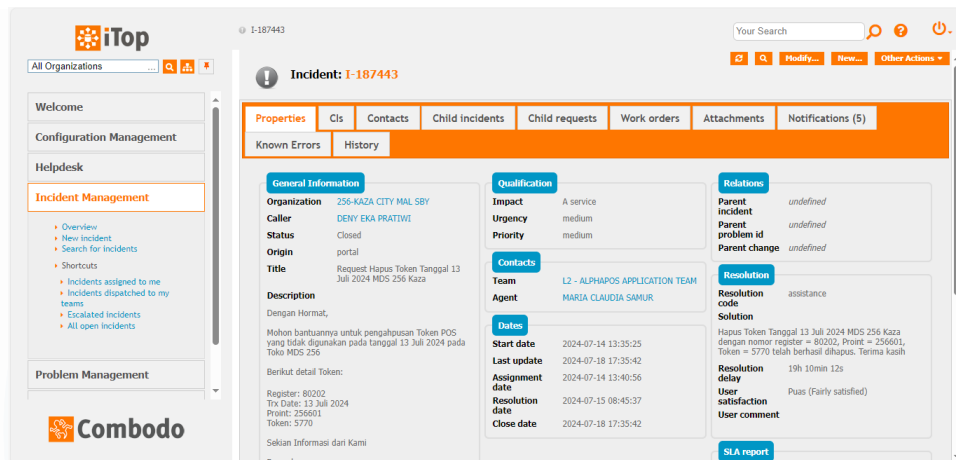 iTop
I-187443
Your Search
All Organizations ...
Modify... New... Other Actions
Incident: I-187443
Welcome
Configuration Management
Helpdesk
Incident Management
Overview
New incident
Search for incidents
Shortcuts
Incidents assigned to me
Incidents dispatched to my
teams
Escalated incidents
All open incidents
Problem Management
Combodo
Properties CIs Contacts Child incidents Child requests Work orders Attachments Notifications (5)
Known Errors History
General Information
Organization 256-KAZA CITY MAL SBY
Caller DENY EKA PRATIWI
Status Closed
Origin portal
Title Request Hapus Token Tanggal 13
Juli 2024 MDS 256 Kaza
Description
Dengan Hormat,
Mohon bantuannya untuk pengahpusan Token POS
yang tidk digunakan pada tanggal 13 Juli 2024 pada
Toko MDS 256
Berikut detail Token:
Register: 80202
Trx Date: 13 Juli 2024
Proint: 256601
Token: 5770
Sekian Informasi dari Kami
Qualification
Impact A service
Urgency medium
Priority medium
Contacts
Team L2 - ALPHAPOS APPLICATION TEAM
Agent MARIA CLAUDIA SAMUR
Dates
Start date 2024-07-14 13:35:25
Last update 2024-07-18 17:35:42
Assignment
date 2024-07-14 13:40:56
Resolution
date 2024-07-15 08:45:37
Close date 2024-07-18 17:35:42
Relations
Parent
incident undefined
Parent
problem id undefined
Parent change undefined
Resolution
Resolution
code assistance
Solution
Hapus Token Tanggal 13 Juli 2024 MDS 256 Kaza
dengan nomor register = 80202, Proint = 256601,
Token = 5770 telah berhasil dihapus. Terima kasih
Resolution
delay 19h 10min 12s
User
satisfaction Puas (Fairly satisfied)
User comment
SLA report